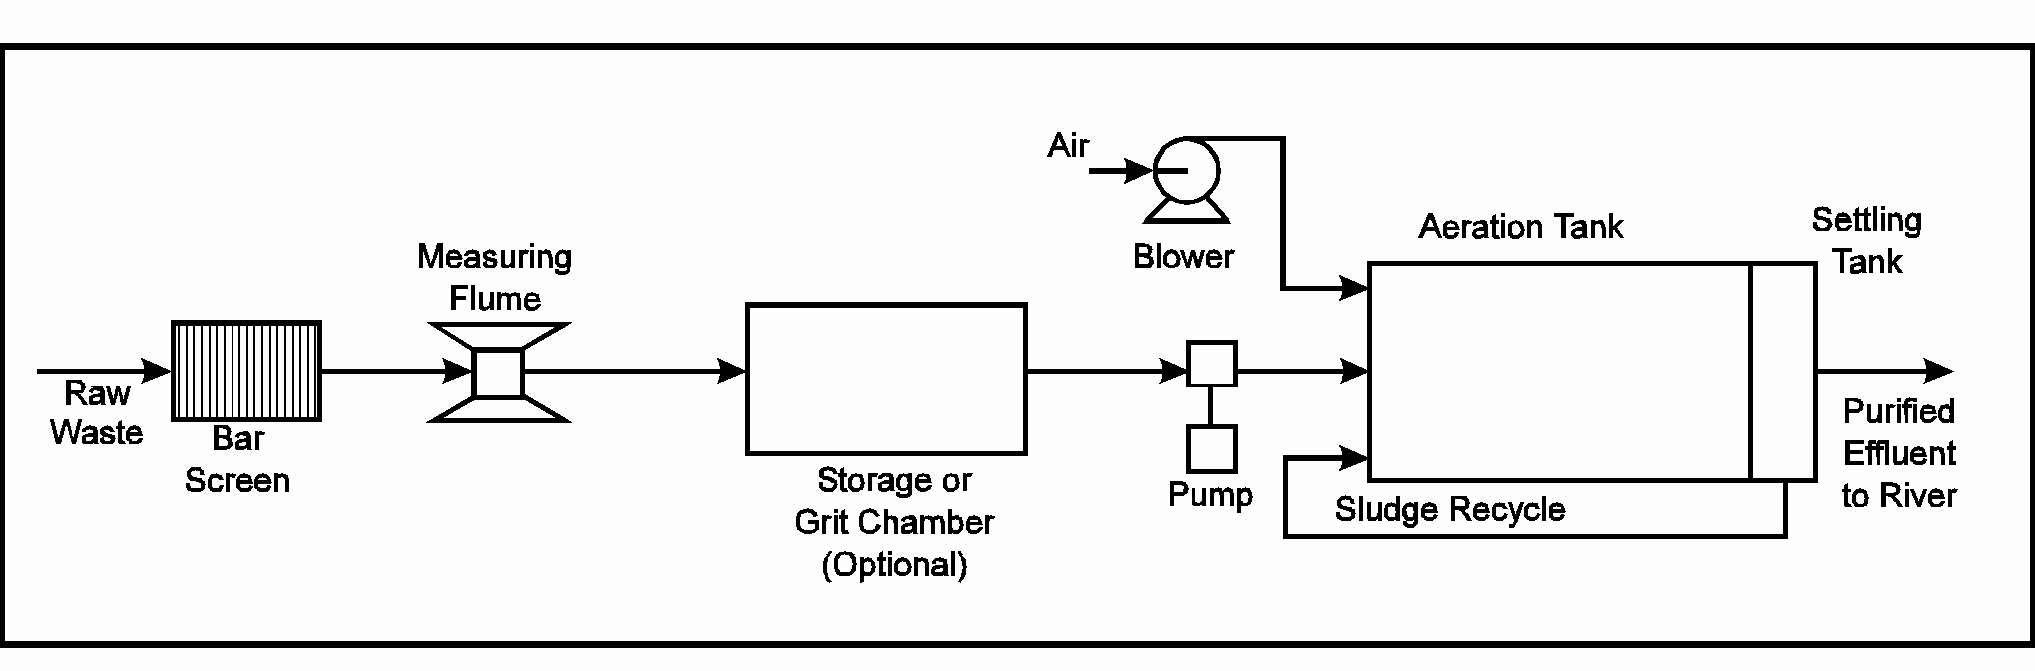 Raw
Waste
Bar
Screen
Measuring
Flume
Storage or
Grit Chamber
(Optional)
Air
Blower
Pump
Aeration Tank
Settling
Tank
Sludge Recycle
Purified
Effluent
to River